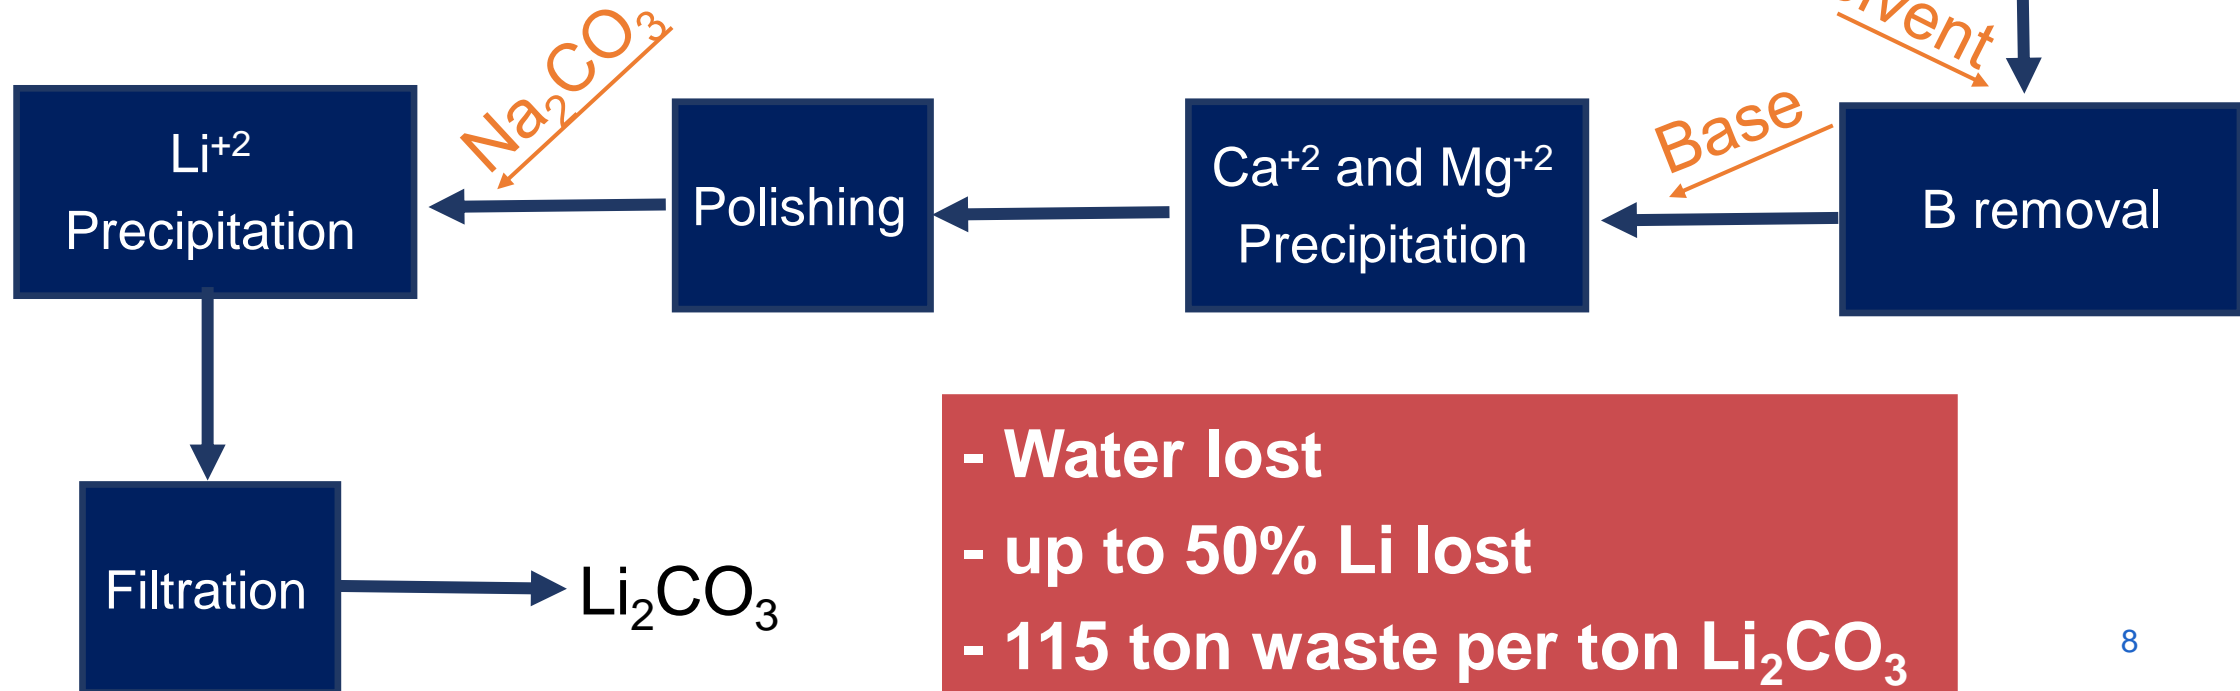 Na₂CO₃
Li⁺²
Precipitation
Polishing
Ca⁺² and Mg⁺²
Precipitation
Base
B removal
Filtration
Li₂CO₃
- Water lost
- up to 50% Li lost
- 115 ton waste per ton Li₂CO₃
8